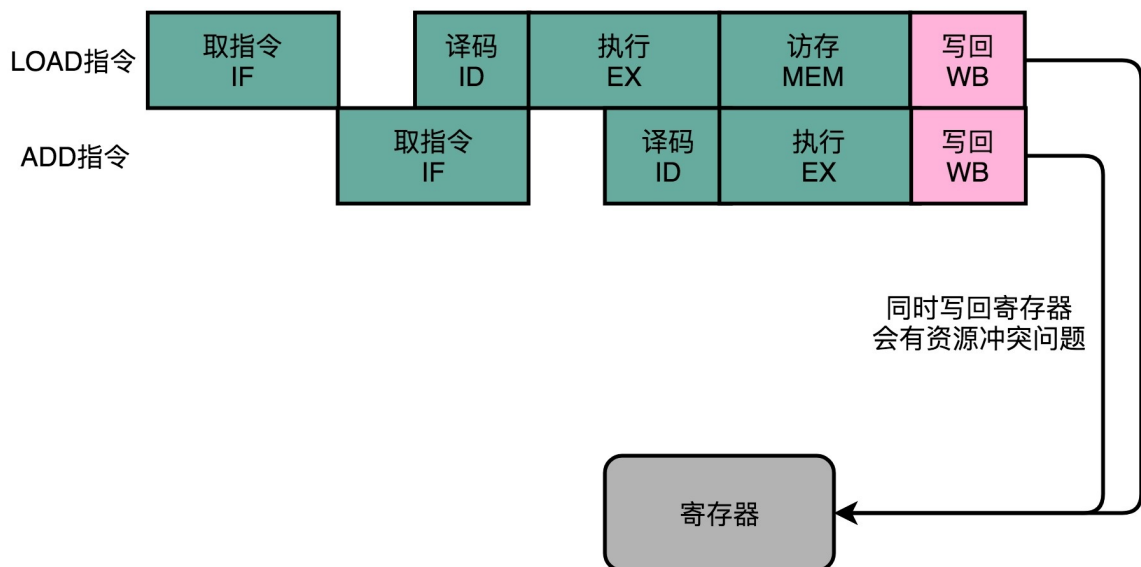 LOAD指令
取指令
IF
译码
ID
执行
EX
访存
MEM
写回
WB
ADD指令
取指令
IF
译码
ID
执行
EX
写回
WB
同时写回寄存器
会有资源冲突问题
寄存器